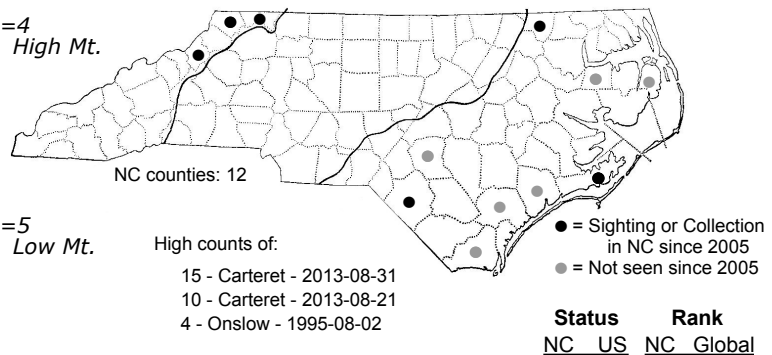 =4
High Mt.
NC counties: 12
=5
Low Mt.
High counts of:
15 - Carteret - 2013-08-31
10 - Carteret - 2013-08-21
4 - Onslow - 1995-08-02
● = Sighting or Collection
in NC since 2005
● = Not seen since 2005
Status Rank
NC US NC Global